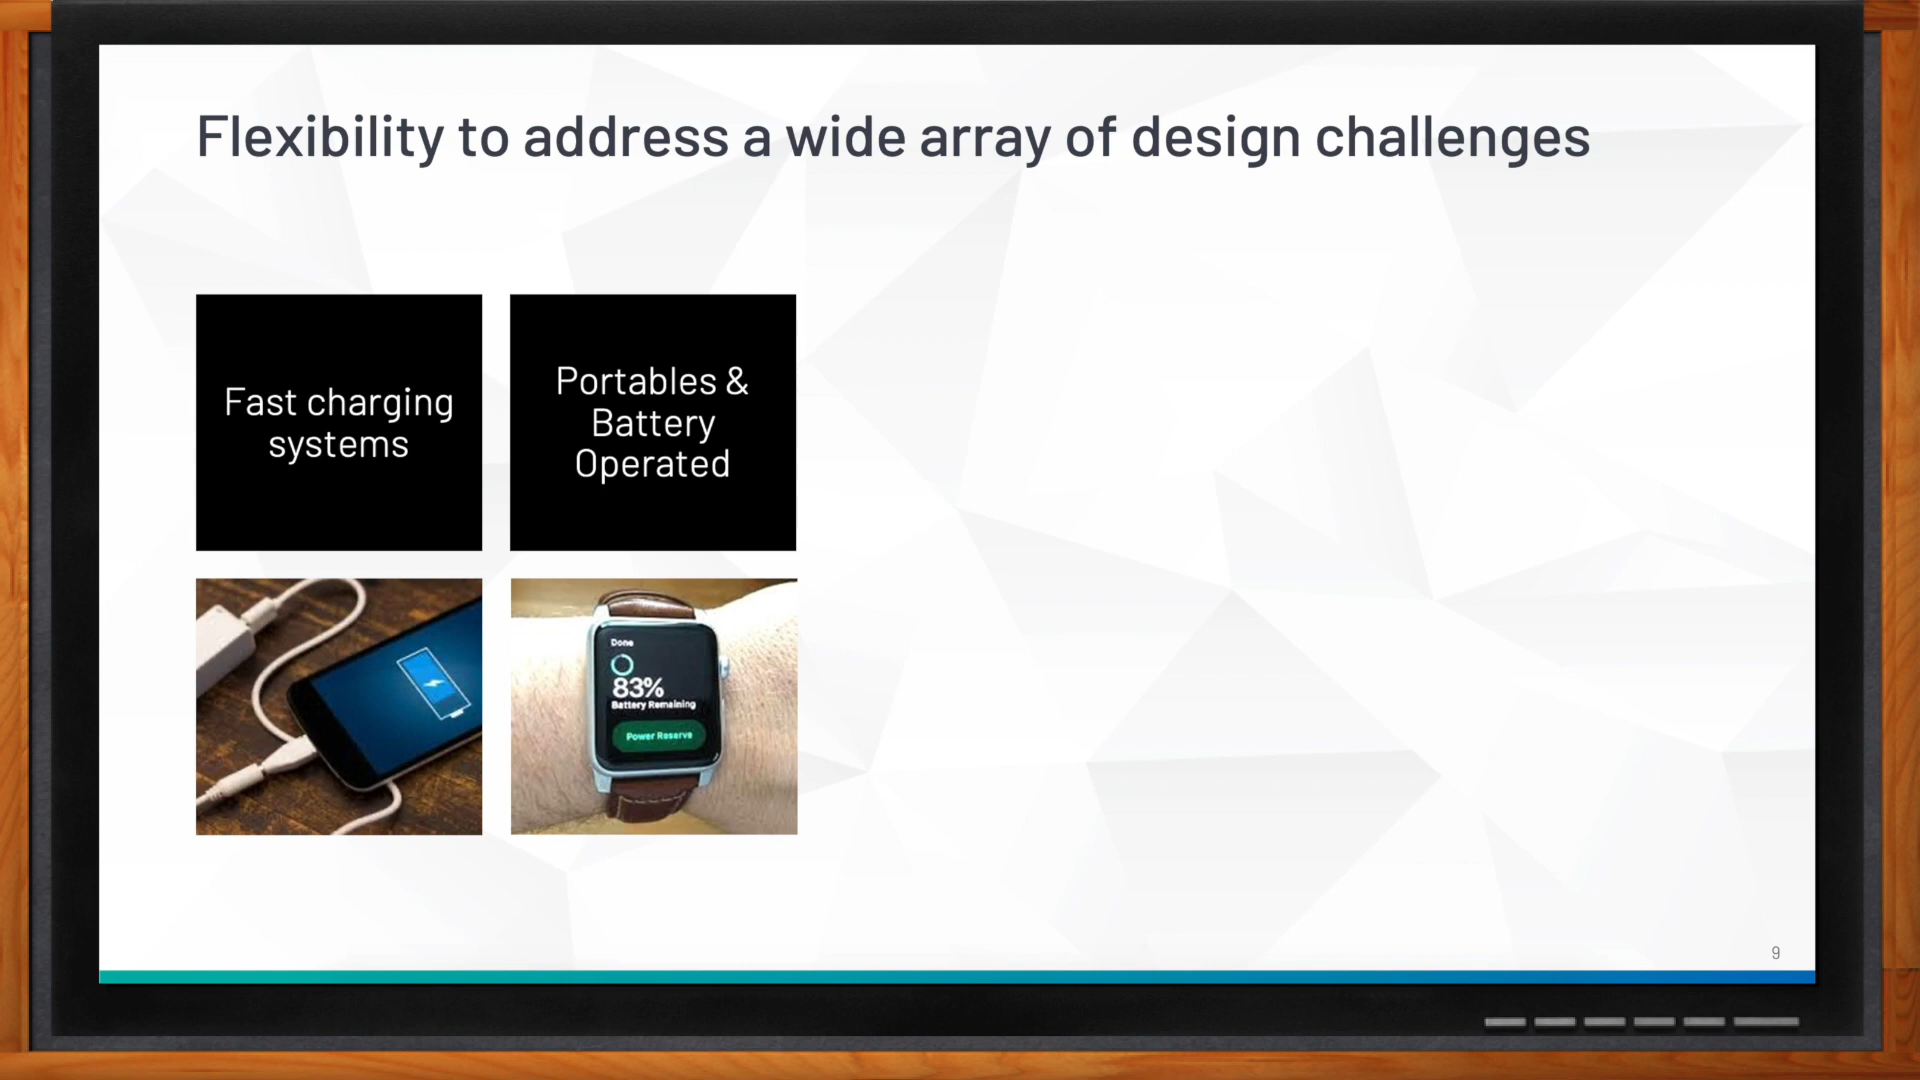 Flexibility to address a wide array of design challenges
Fast charging
systems
Portables &
Battery
Operated
Done
83%
Battery Remaining
Power Reserve
9